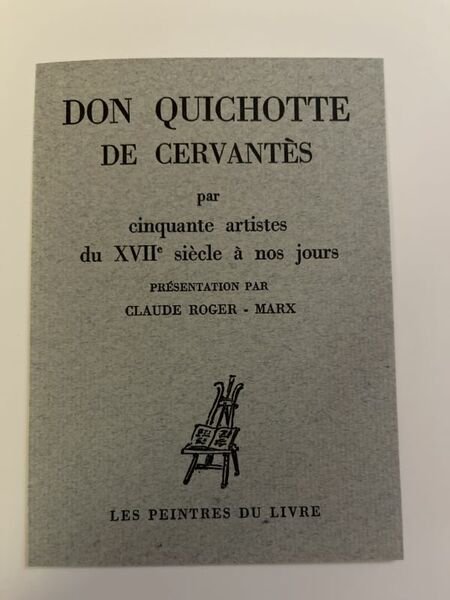 DON QUICHOTTE
DE CERVANTÈS
par
cinquante artistes
du XVIIe siècle à nos jours
PRÉSENTATION PAR
CLAUDE ROGER - MARX
LES PEINTRES DU LIVRE